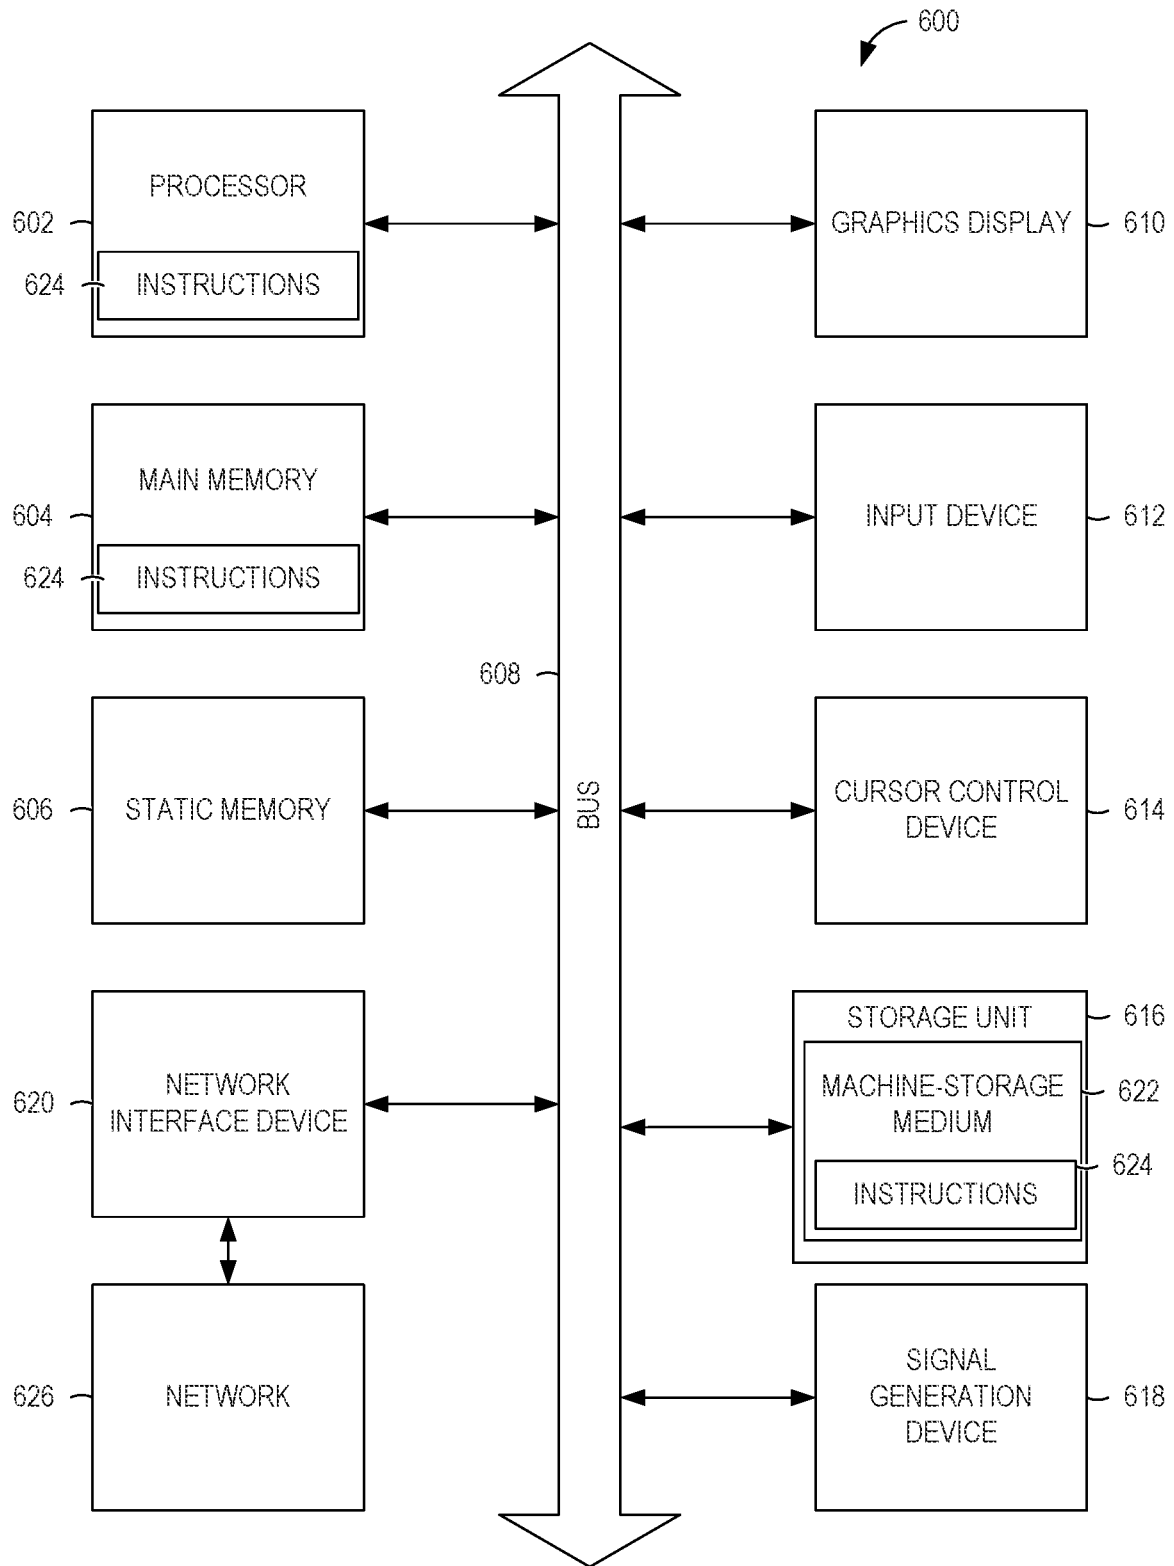 600
PROCESSOR
602
624
INSTRUCTIONS
GRAPHICS DISPLAY
610
MAIN MEMORY
604
624
INSTRUCTIONS
INPUT DEVICE
612
608
BUS
606
STATIC MEMORY
CURSOR CONTROL
DEVICE
614
620
NETWORK
INTERFACE DEVICE
STORAGE UNIT
616
MACHINE-STORAGE
MEDIUM
622
624
INSTRUCTIONS
626
NETWORK
SIGNAL
GENERATION
DEVICE
618